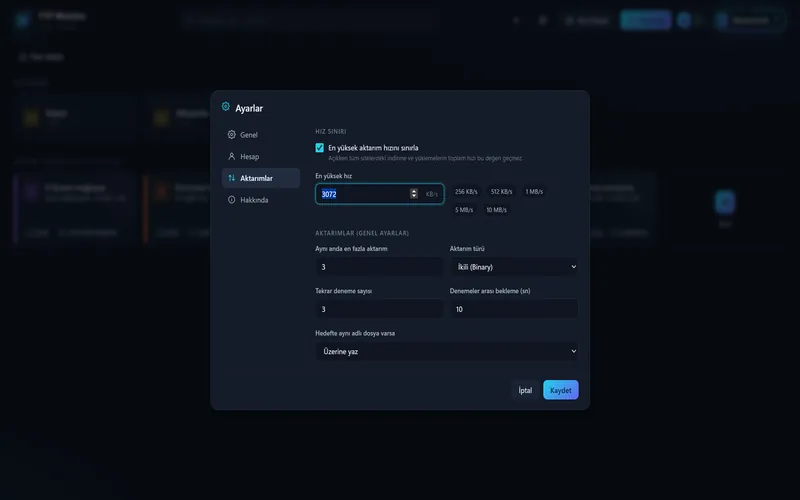 Ayarlar
Genel
Hesap
Aktarımlar
Hakkında
HIZ SINIRI
En yüksek aktarım hızını sınırla
Açıkken tüm sitelerdeki indirme ve yüklemelerin toplam hızı bu değeri geçmez.
En yüksek hız
3072 KB/s
256 KB/s 512 KB/s 1 MB/s
5 MB/s 10 MB/s
AKTARIMLAR (GENEL AYARLAR)
Aynı anda en fazla aktarım
3
Aktarım türü
İkili (Binary)
Tekrar deneme sayısı
3
Denemeler arası bekleme (sn)
10
Hedefte aynı adlı dosya varsa
Üzerine yaz
İptal
Kaydet